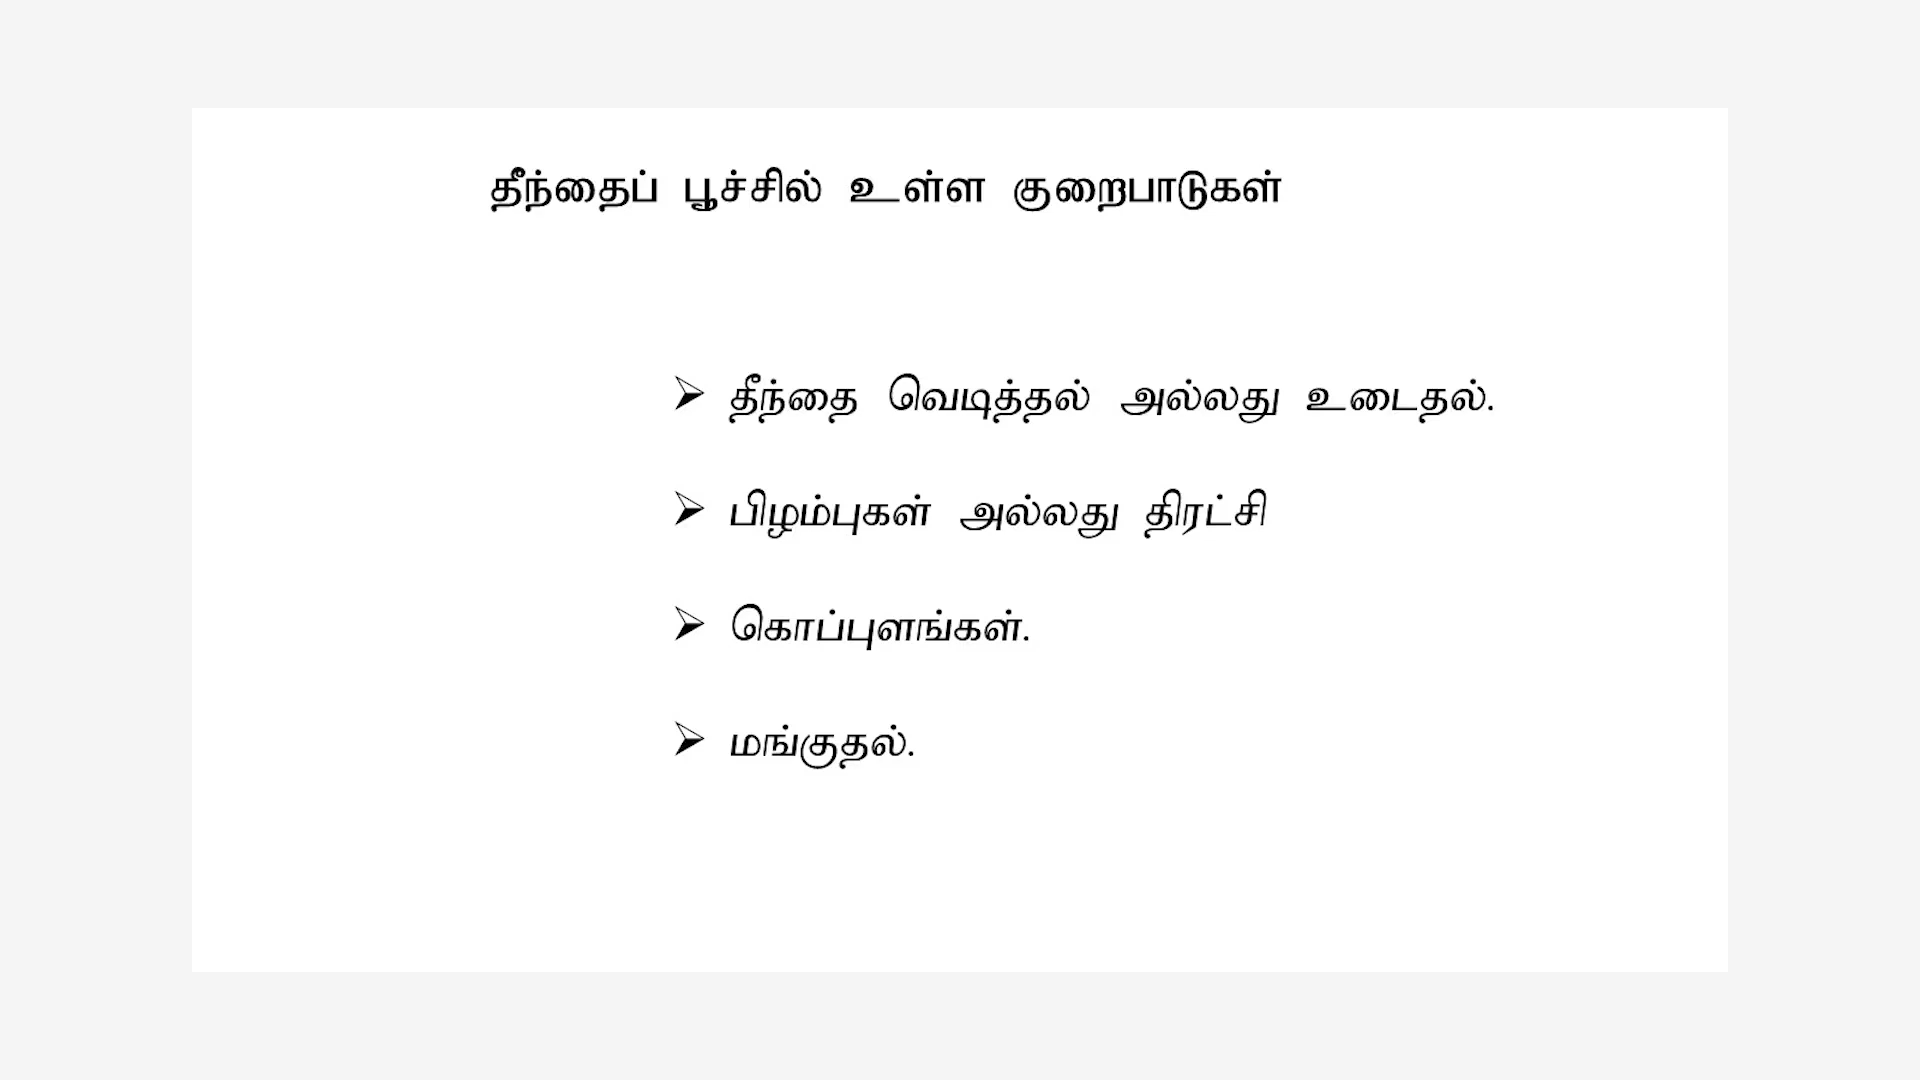 தீந்தைப் பூச்சில் உள்ள குறைபாடுகள்
தீந்தை வெடித்தல் அல்லது உடைதல்.
பிழம்புகள் அல்லது திரட்சி
கொப்புளங்கள்.
மங்குதல்.